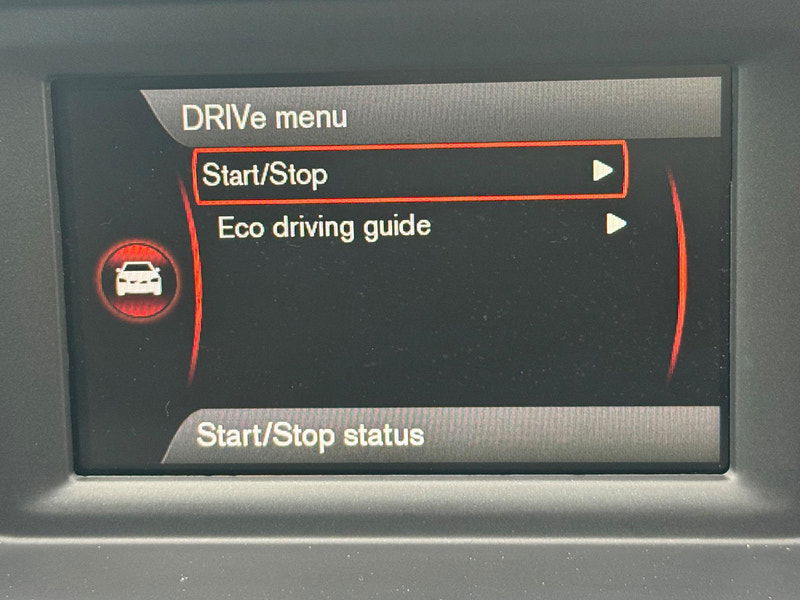 DRIVe menu
Start/Stop
Eco driving guide
Start/Stop status